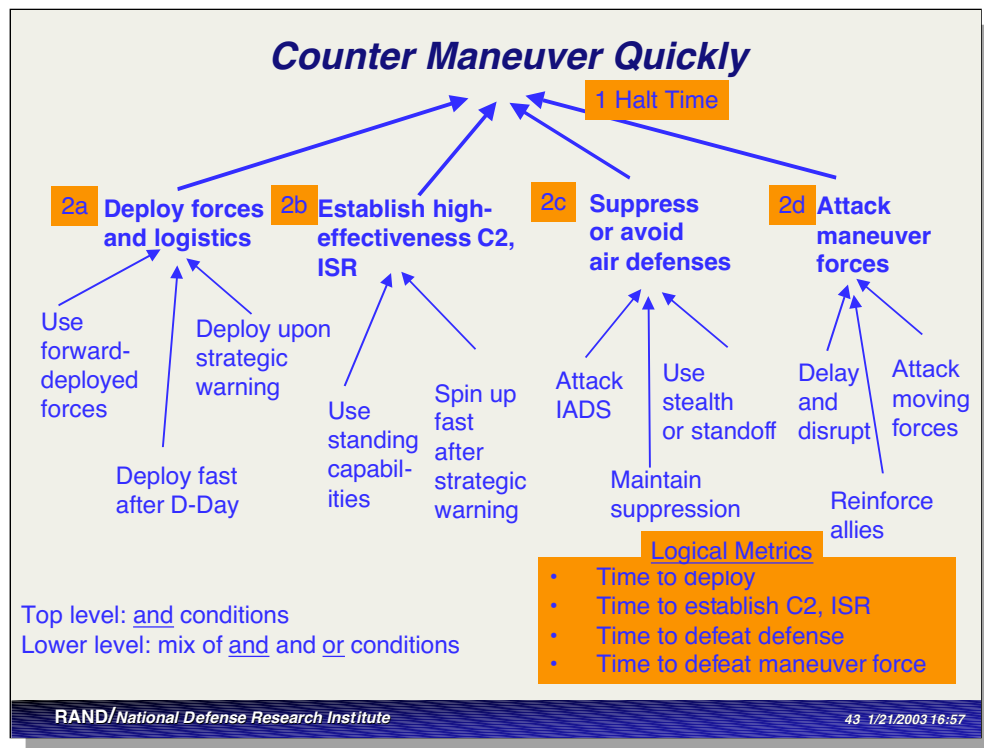 Counter Maneuver Quickly
1 Halt Time
2a
Deploy forces
and logistics
2b
Establish high-
effectiveness C2,
ISR
2c
Suppress
or avoid
air defenses
2d
Attack
maneuver
forces
Use
forward-
deployed
forces
Deploy fast
after D-Day
Deploy upon
strategic
warning
Use
standing
capabil-
ities
Spin up
fast
after
strategic
warning
Attack
IADS
Maintain
suppression
Use
stealth
or standoff
Delay
and
disrupt
Reinforce
allies
Attack
moving
forces
Logical Metrics
• Time to deploy
• Time to establish C2, ISR
• Time to defeat defense
• Time to defeat maneuver force
Top level: and conditions
Lower level: mix of and and or conditions
RAND/National Defense Research Institute
43 1/21/2003 16:57